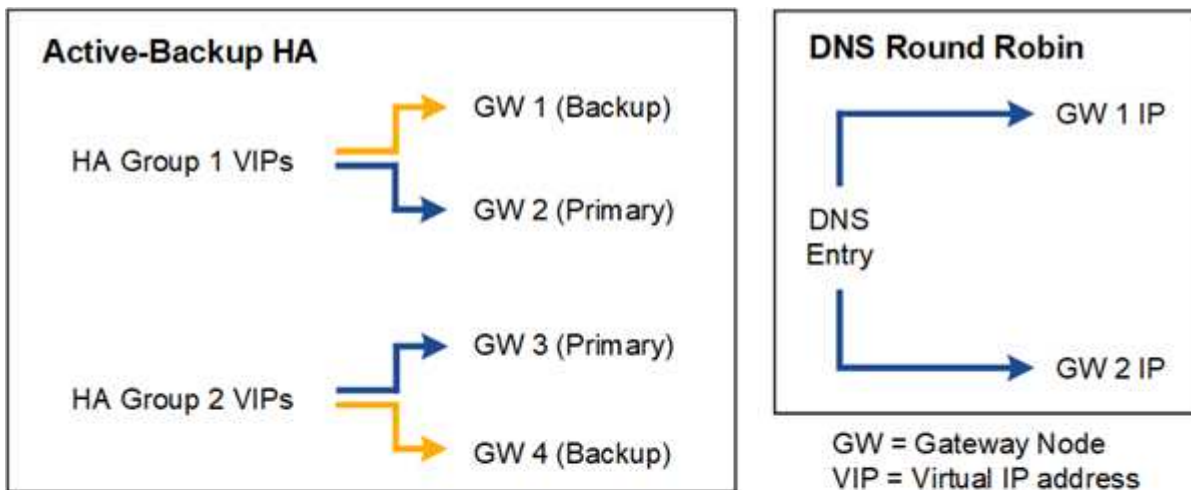 Active-Backup HA
GW 1 (Backup)
HA Group 1 VIPs
GW 2 (Primary)
GW 3 (Primary)
HA Group 2 VIPs
GW 4 (Backup)
DNS Round Robin
GW 1 IP
DNS
Entry
GW 2 IP
GW = Gateway Node
VIP = Virtual IP address